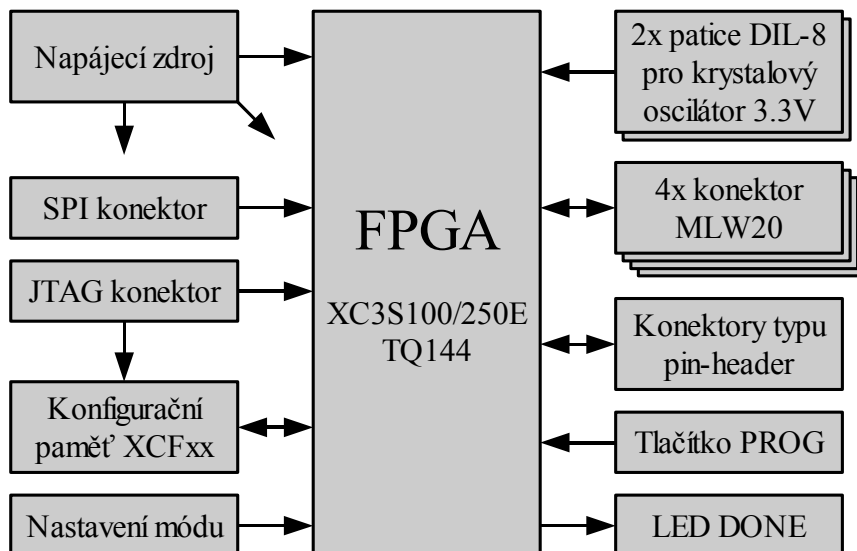 Napájecí zdroj
SPI konektor
JTAG konektor
Konfigurační
paměť XCFxx
Nastavení módu
FPGA
XC3S100/250E
TQ144
2x patice DIL-8
pro krystalový
oscilátor 3.3V
4x konektor
MLW20
Konektory typu
pin-header
Tlačítko PROG
LED DONE